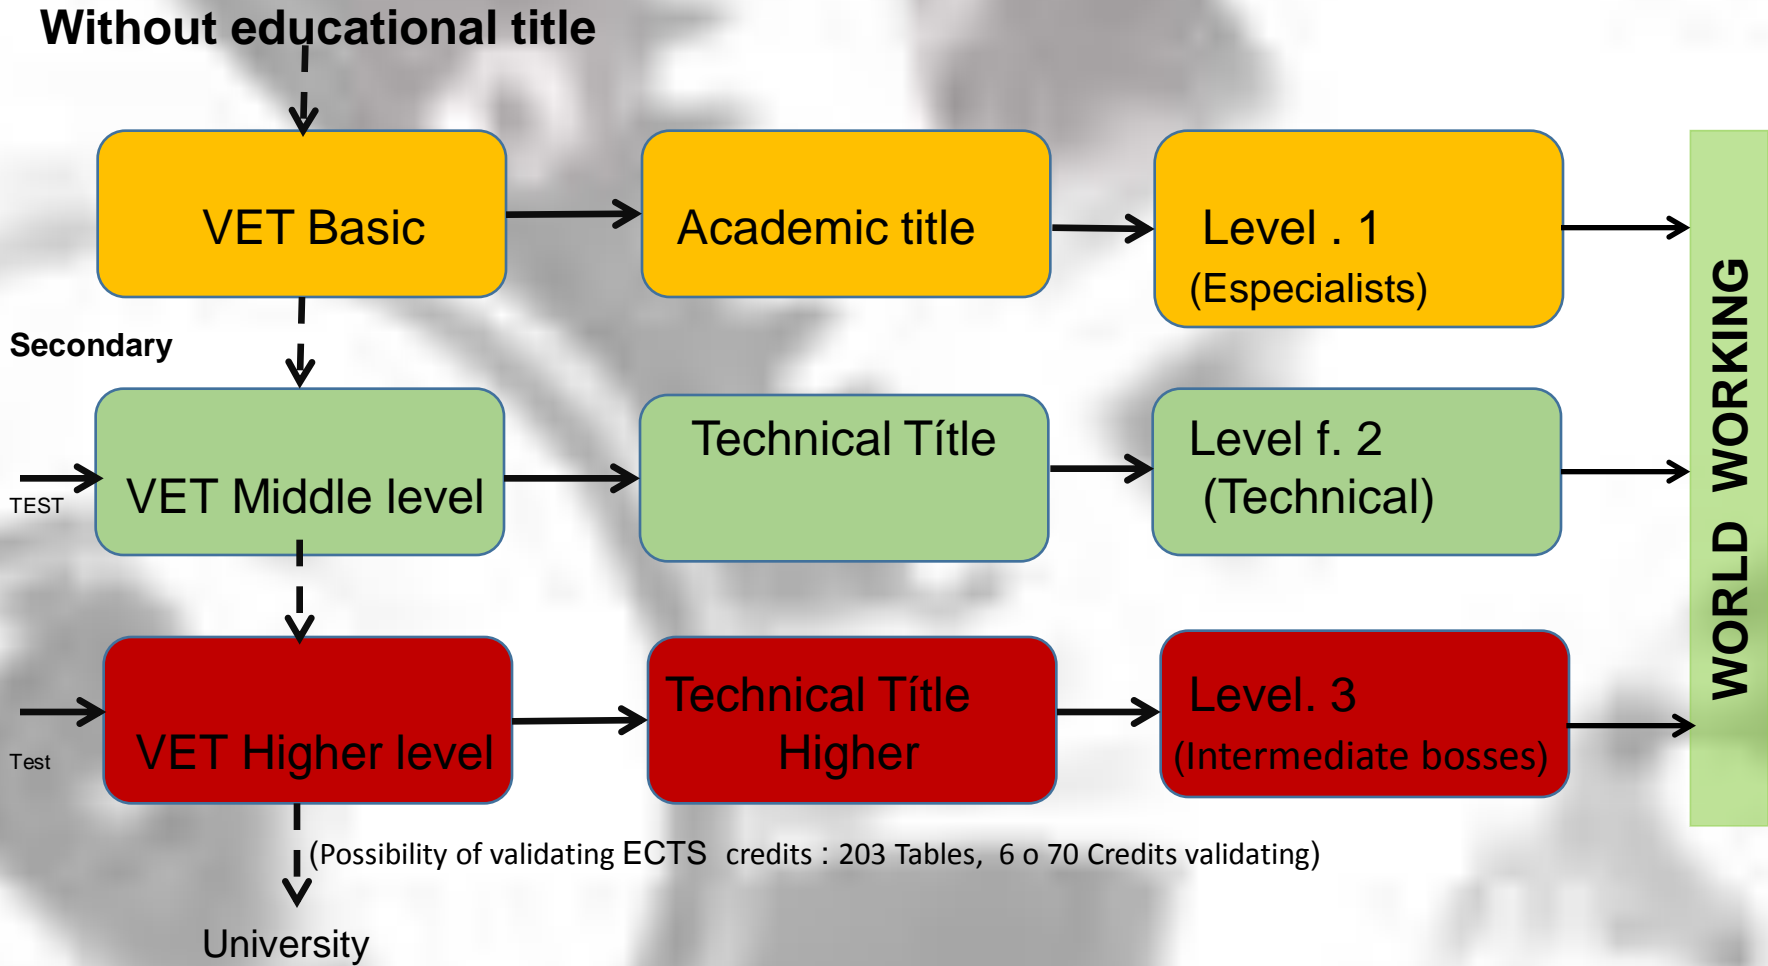 Without educational title
VET Basic
Academic title
Level . 1
(Especialists)
Secondary
TEST
VET Middle level
Technical Títle
Level f. 2
(Technical)
Test
VET Higher level
Technical Títle
Higher
Level. 3
(Intermediate bosses)
WORLD WORKING
(Possibility of validating ECTS credits : 203 Tables, 6 o 70 Credits validating)
University